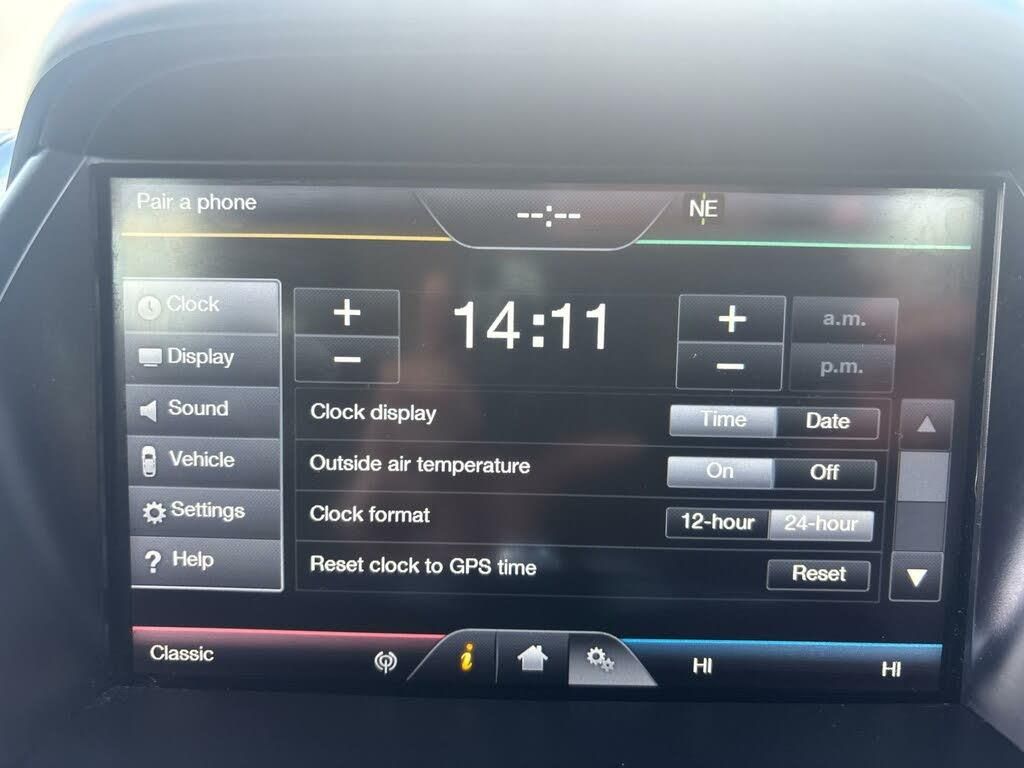 Pair a phone --:-- NE
Clock
Display
Sound
Vehicle
Settings
? Help
+ 14:11 + a.m.
– – p.m.
Clock display Time Date
Outside air temperature On Off
Clock format 12-hour 24-hour
Reset clock to GPS time Reset
Classic i HI HI